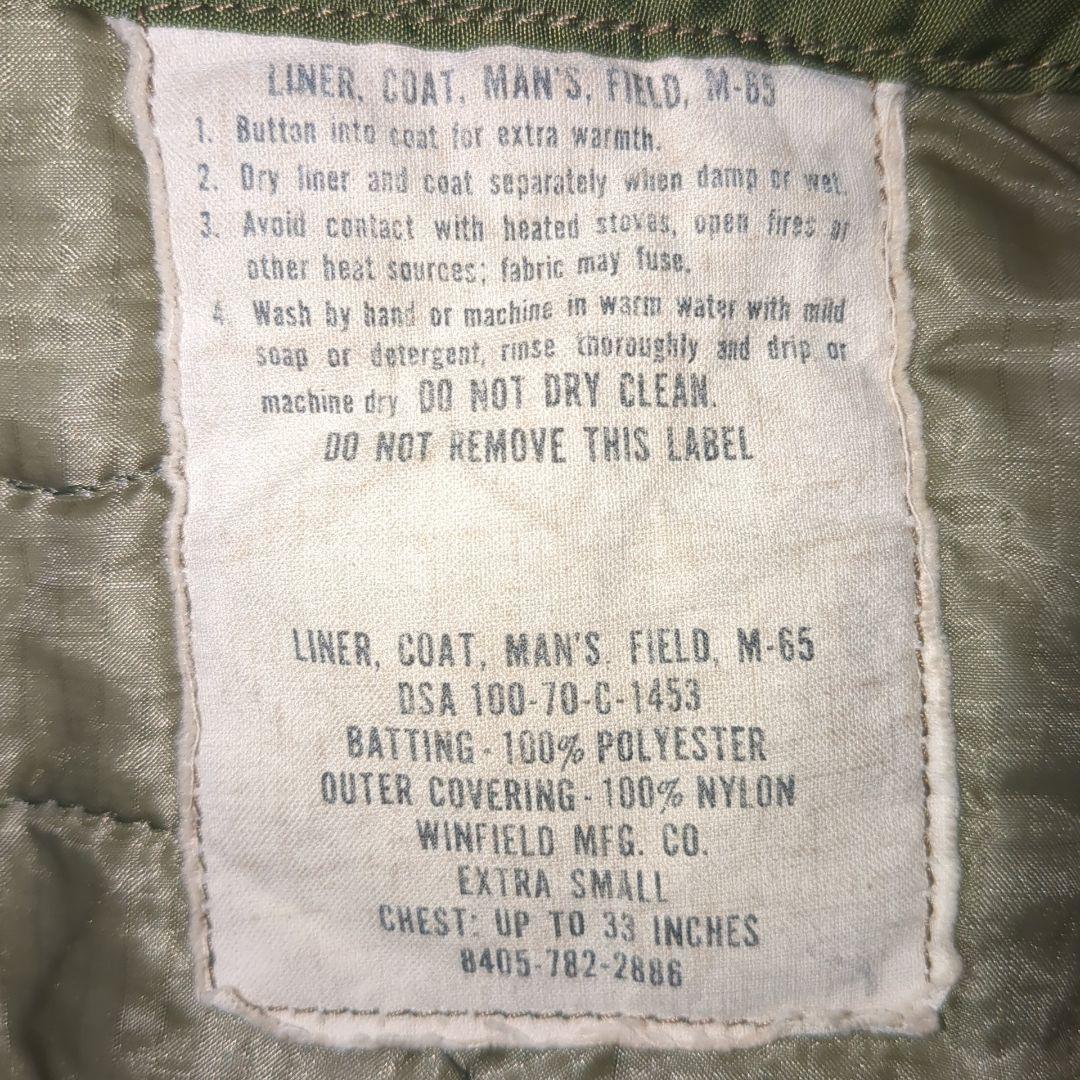 LINER, COAT, MAN'S, FIELD, M-65
1. Button into coat for extra warmth.
2. Dry liner and coat separately when damp or wet.
3. Avoid contact with heated stoves, open fires or
other heat sources; fabric may fuse.
4. Wash by hand or machine in warm water with mild
soap or detergent, rinse thoroughly and drip or
machine dry DO NOT DRY CLEAN.
DO NOT REMOVE THIS LABEL
LINER, COAT, MAN'S. FIELD, M-65
DSA 100-70-C-1453
BATTING - 100% POLYESTER
OUTER COVERING - 100% NYLON
WINFIELD MFG. CO.
EXTRA SMALL
CHEST: UP TO 33 INCHES
8405-782-2886